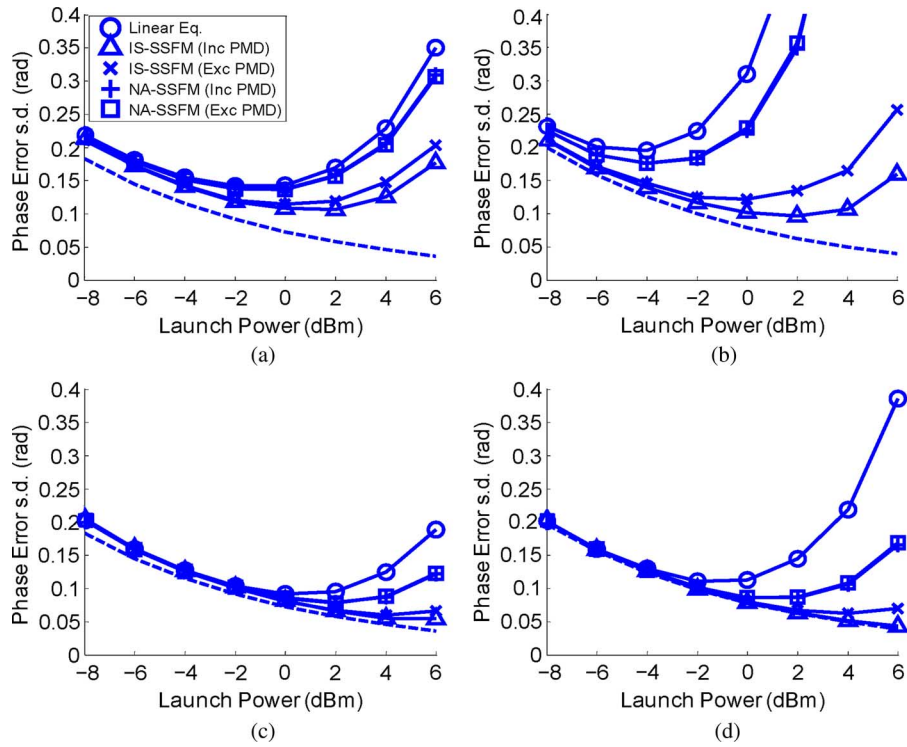 0.4
0.35
0.3
0.25
0.2
0.15
0.1
0.05
0
Phase Error s.d. (rad)
Linear Eq.
IS-SSFM (Inc PMD)
IS-SSFM (Exc PMD)
NA-SSFM (Inc PMD)
NA-SSFM (Exc PMD)
−8 −6 −4 −2 0 2 4 6
Launch Power (dBm)
(a)
0.4
0.35
0.3
0.25
0.2
0.15
0.1
0.05
0
Phase Error s.d. (rad)
−8 −6 −4 −2 0 2 4 6
Launch Power (dBm)
(b)
0.4
0.35
0.3
0.25
0.2
0.15
0.1
0.05
0
Phase Error s.d. (rad)
−8 −6 −4 −2 0 2 4 6
Launch Power (dBm)
(c)
0.4
0.35
0.3
0.25
0.2
0.15
0.1
0.05
0
Phase Error s.d. (rad)
−8 −6 −4 −2 0 2 4 6
Launch Power (dBm)
(d)